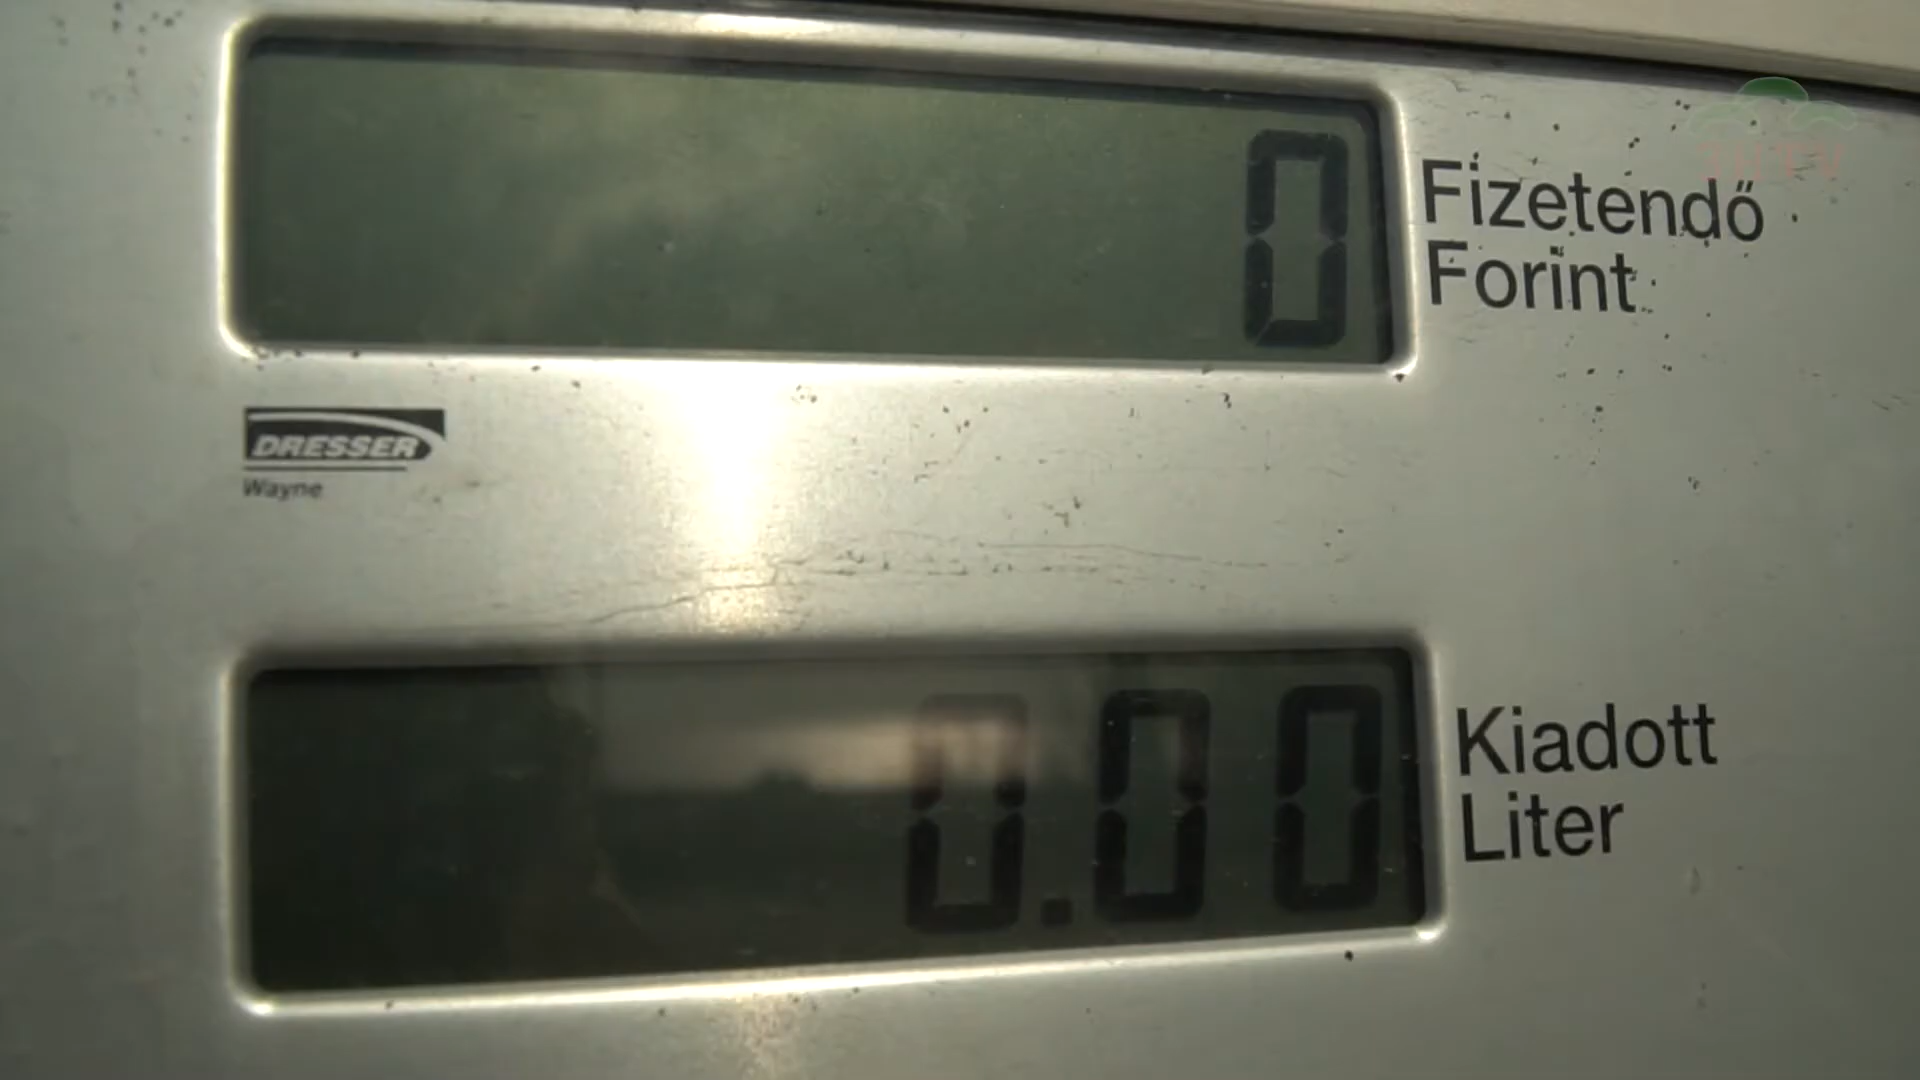 0
Fizetendő
Forint
DRESSER
Wayne
0.00
Kiadott
Liter